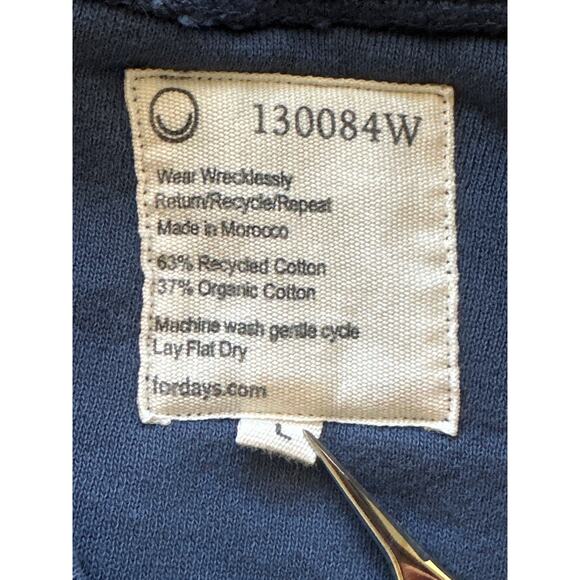 130084W
Wear Wrecklessly
Return/Recycle/Repeat
Made in Morocco
63% Recycled Cotton
37% Organic Cotton
Machine wash gentle cycle
Lay Flat Dry
fordays.com
L